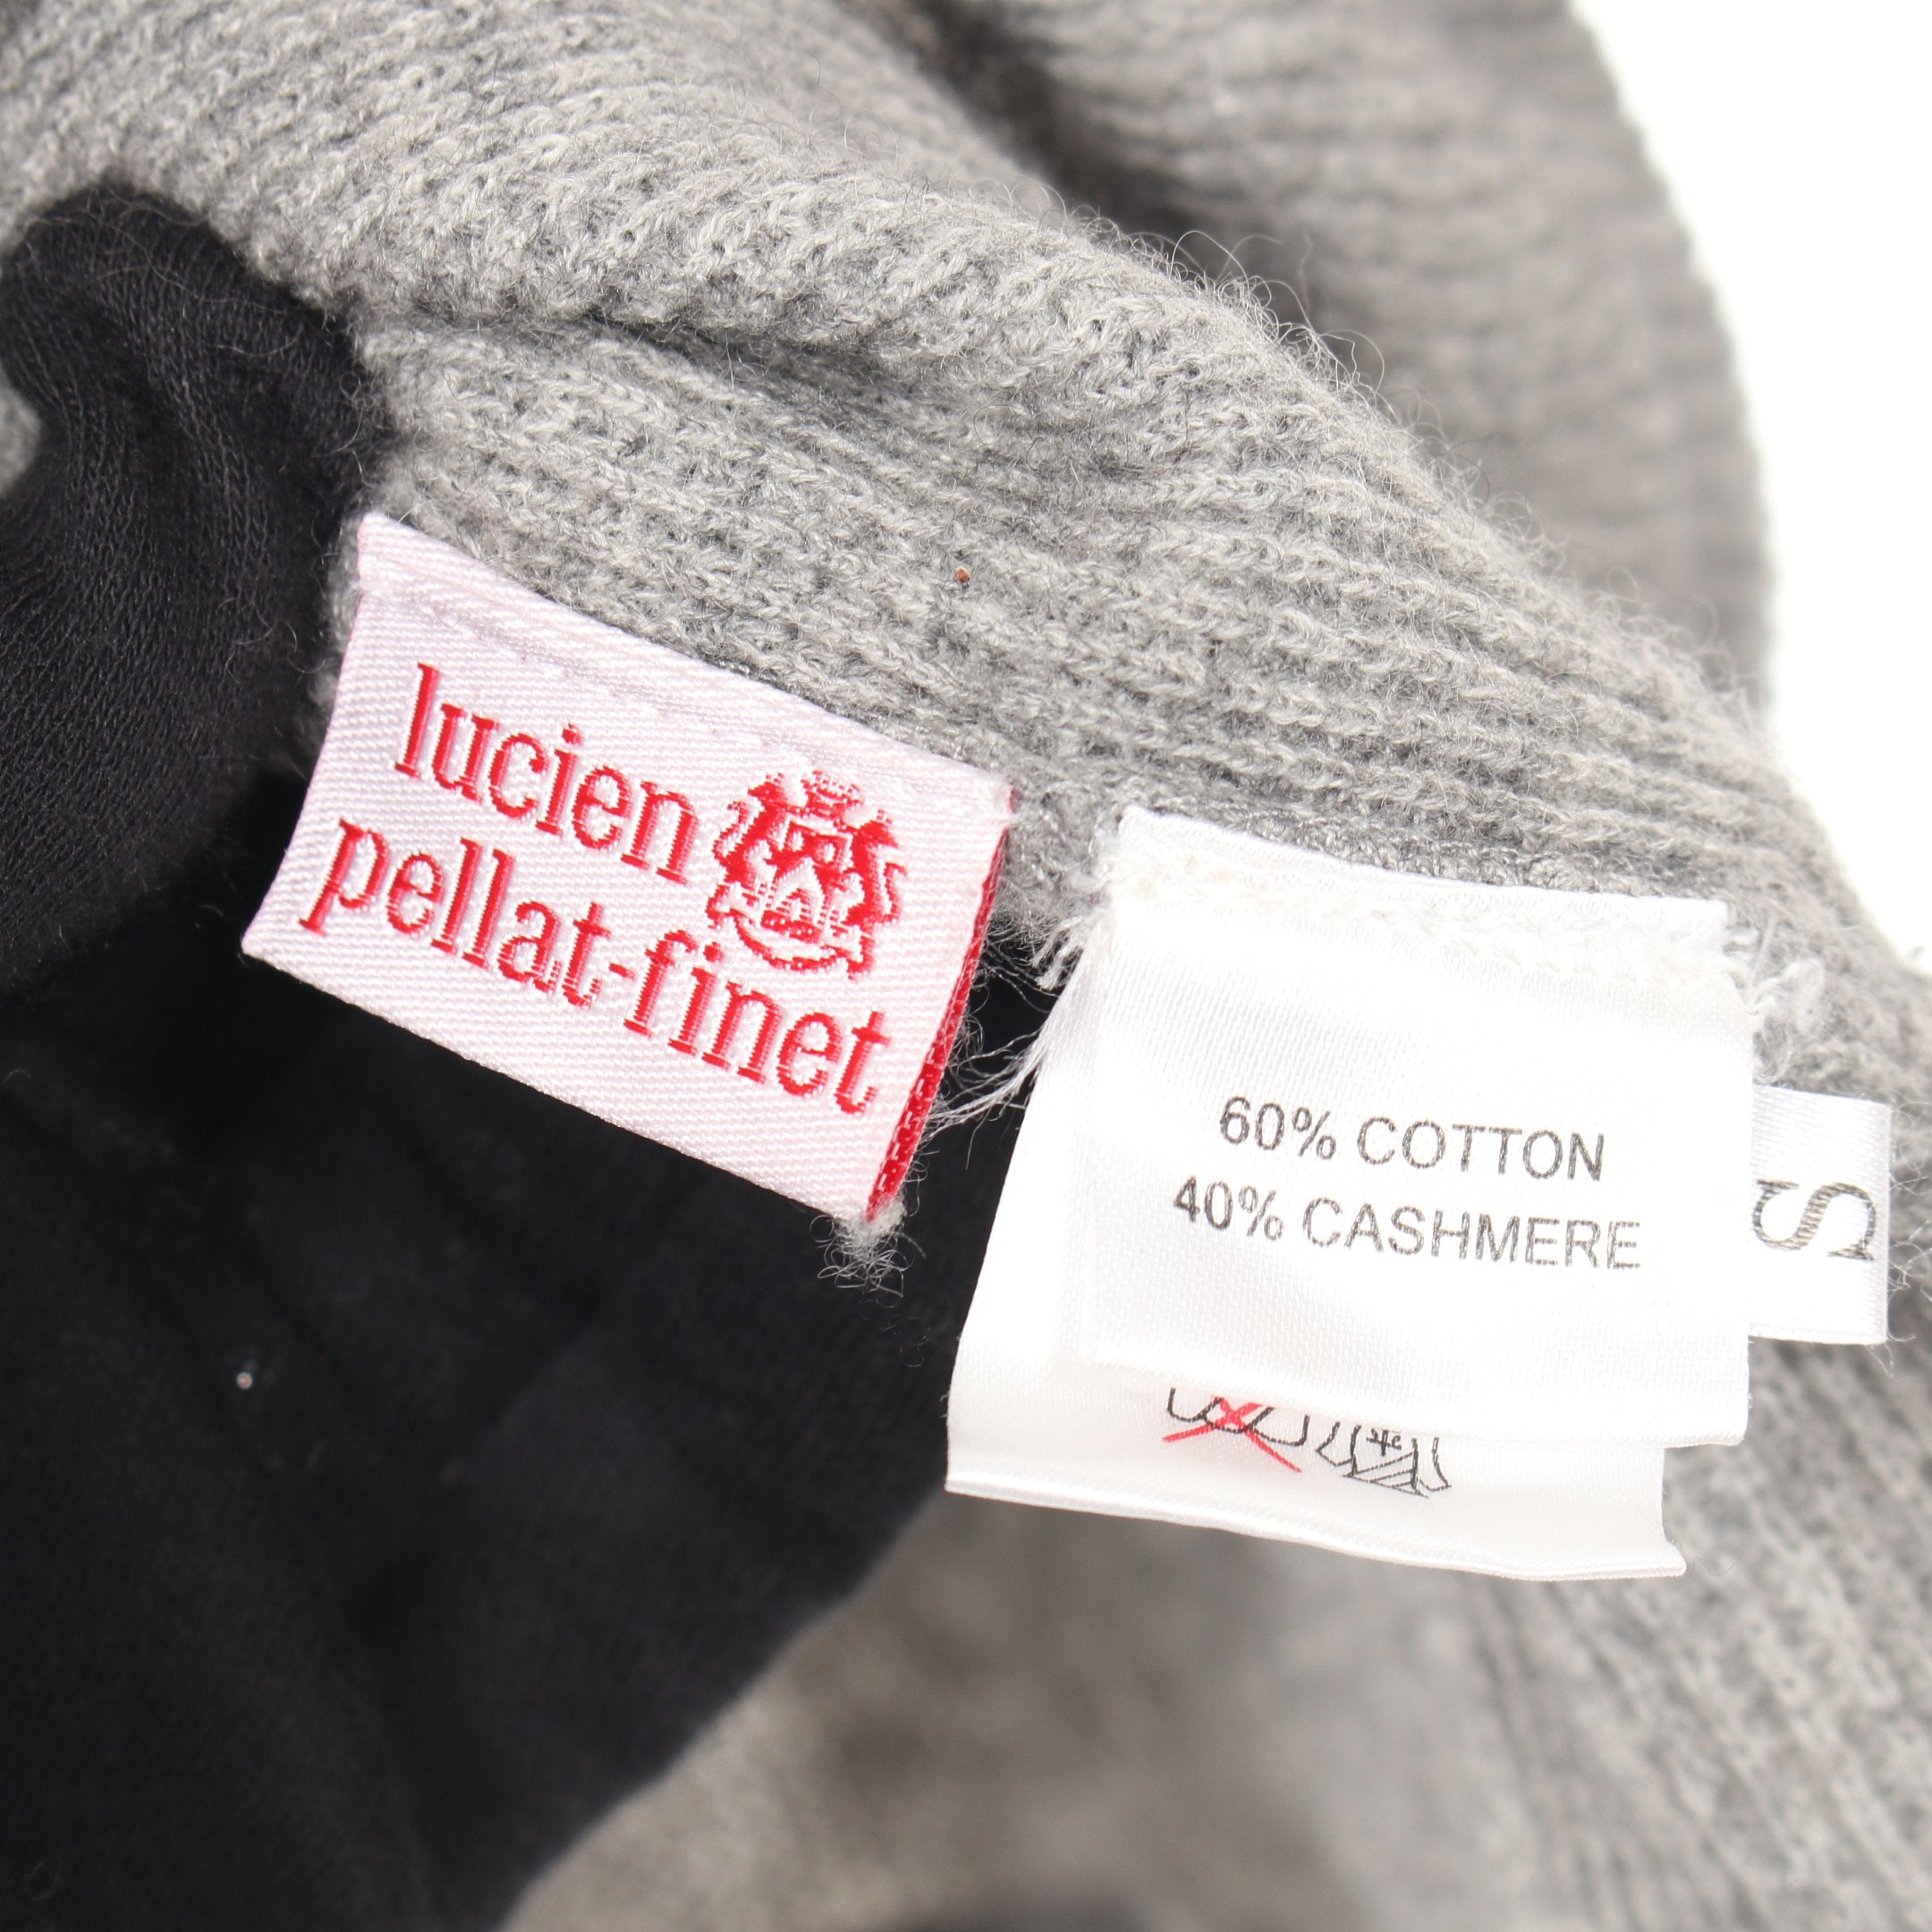 lucien
pellat-finet
60% COTTON
40% CASHMERE
S